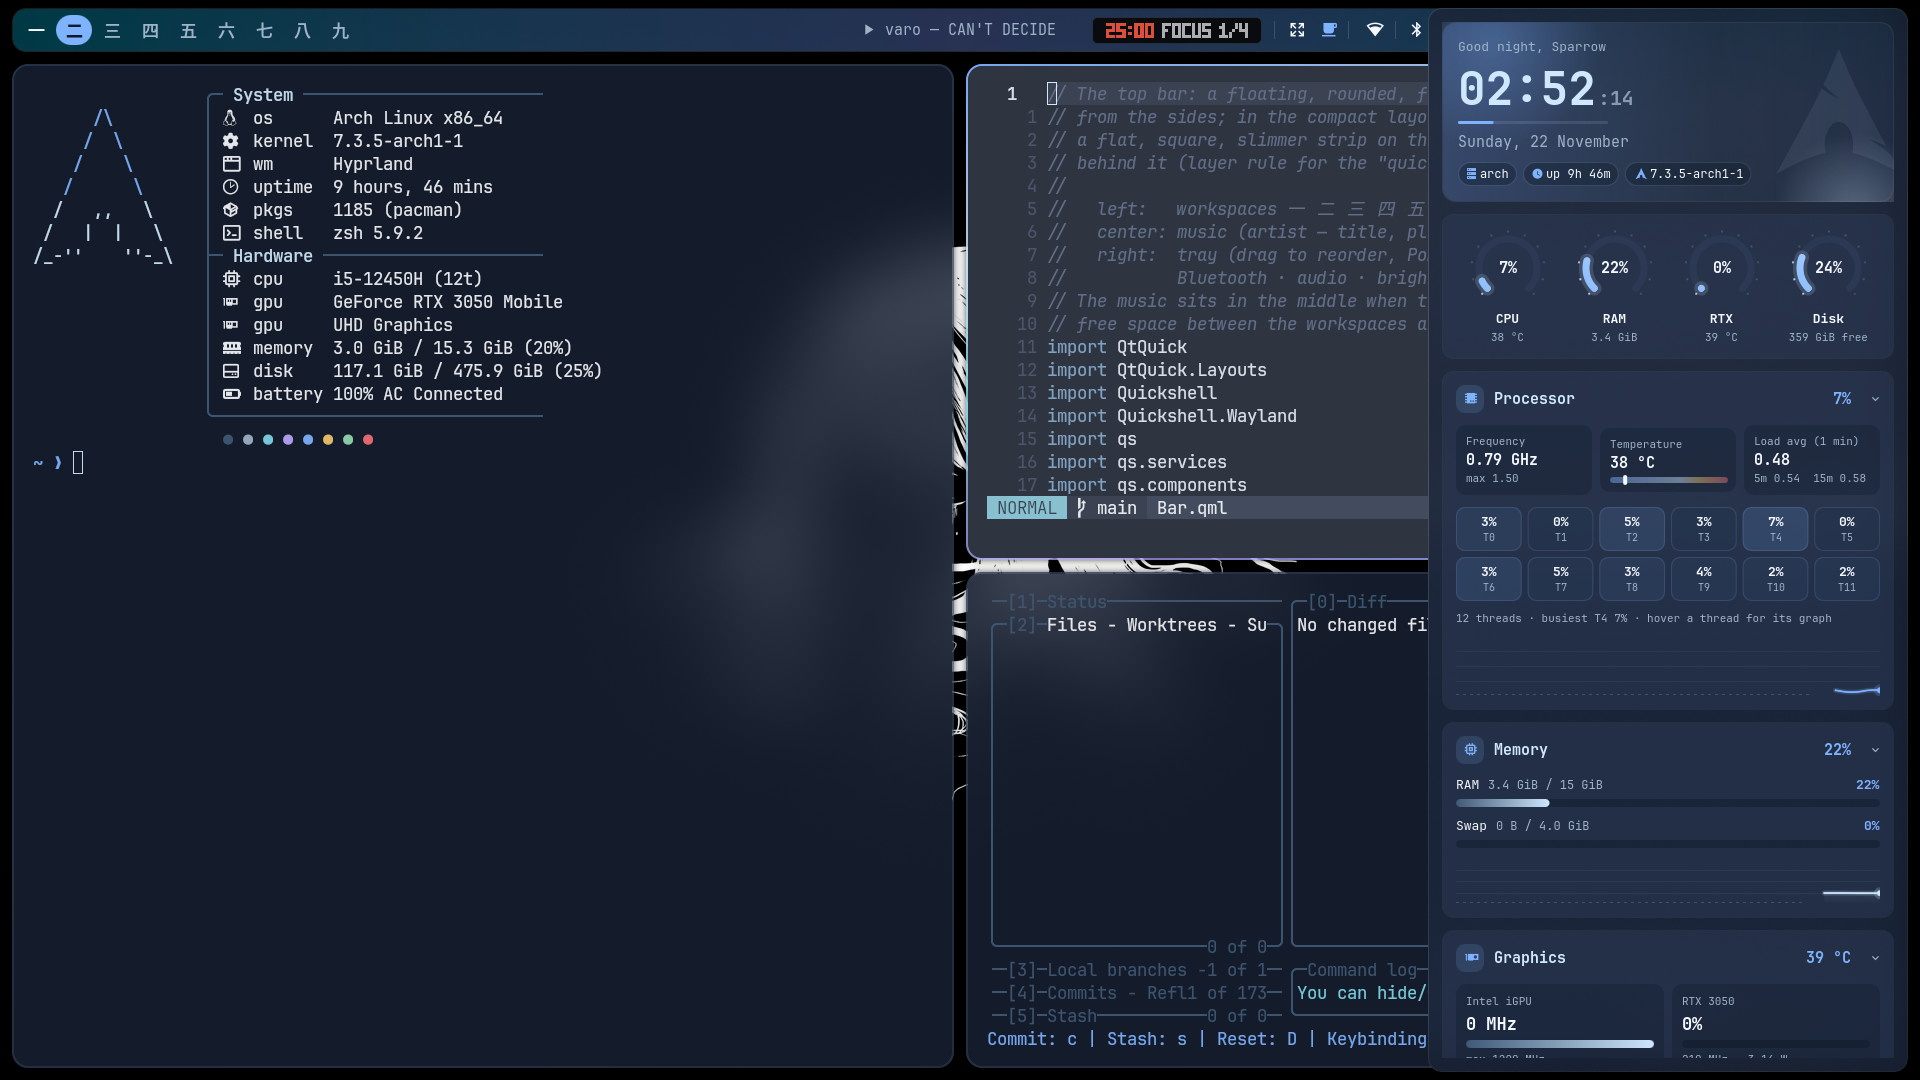 一 二 三 四 五 六 七 八 九
varo — CAN'T DECIDE
25:00 FOCUS 1/4
System
os Arch Linux x86_64
kernel 7.3.5-arch1-1
wm Hyprland
uptime 9 hours, 46 mins
pkgs 1185 (pacman)
shell zsh 5.9.2
Hardware
cpu i5-12450H (12t)
gpu GeForce RTX 3050 Mobile
gpu UHD Graphics
memory 3.0 GiB / 15.3 GiB (20%)
disk 117.1 GiB / 475.9 GiB (25%)
battery 100% AC Connected
~ ❯
1 // The top bar: a floating, rounded, f
1 // from the sides; in the compact layo
2 // a flat, square, slimmer strip on th
3 // behind it (layer rule for the "quic
4 //
5 // left: workspaces 一 二 三 四 五
6 // center: music (artist — title, pl
7 // right: tray (drag to reorder, Po
8 // Bluetooth · audio · brigh
9 // The music sits in the middle when t
10 // free space between the workspaces a
11 import QtQuick
12 import QtQuick.Layouts
13 import Quickshell
14 import Quickshell.Wayland
15 import qs
16 import qs.services
17 import qs.components
NORMAL main Bar.qml
[1]─Status
[2]─Files - Worktrees - Su
0 of 0
[3]─Local branches -1 of 1
[4]─Commits - Refl1 of 173
[5]─Stash 0 of 0
[0]─Diff
No changed fi
Command log
You can hide/
Commit: c | Stash: s | Reset: D | Keybinding
Good night, Sparrow
02:52:14
Sunday, 22 November
arch up 9h 46m 7.3.5-arch1-1
7% 22% 0% 24%
CPU RAM RTX Disk
38 °C 3.4 GiB 39 °C 359 GiB free
Processor 7%
Frequency
0.79 GHz
max 1.50
Temperature
38 °C
Load avg (1 min)
0.48
5m 0.54 15m 0.58
3% 0% 5% 3% 7% 0%
T0 T1 T2 T3 T4 T5
3% 5% 3% 4% 2% 2%
T6 T7 T8 T9 T10 T11
12 threads · busiest T4 7% · hover a thread for its graph
Memory 22%
RAM 3.4 GiB / 15 GiB 22%
Swap 0 B / 4.0 GiB 0%
Graphics 39 °C
Intel iGPU
0 MHz
RTX 3050
0%